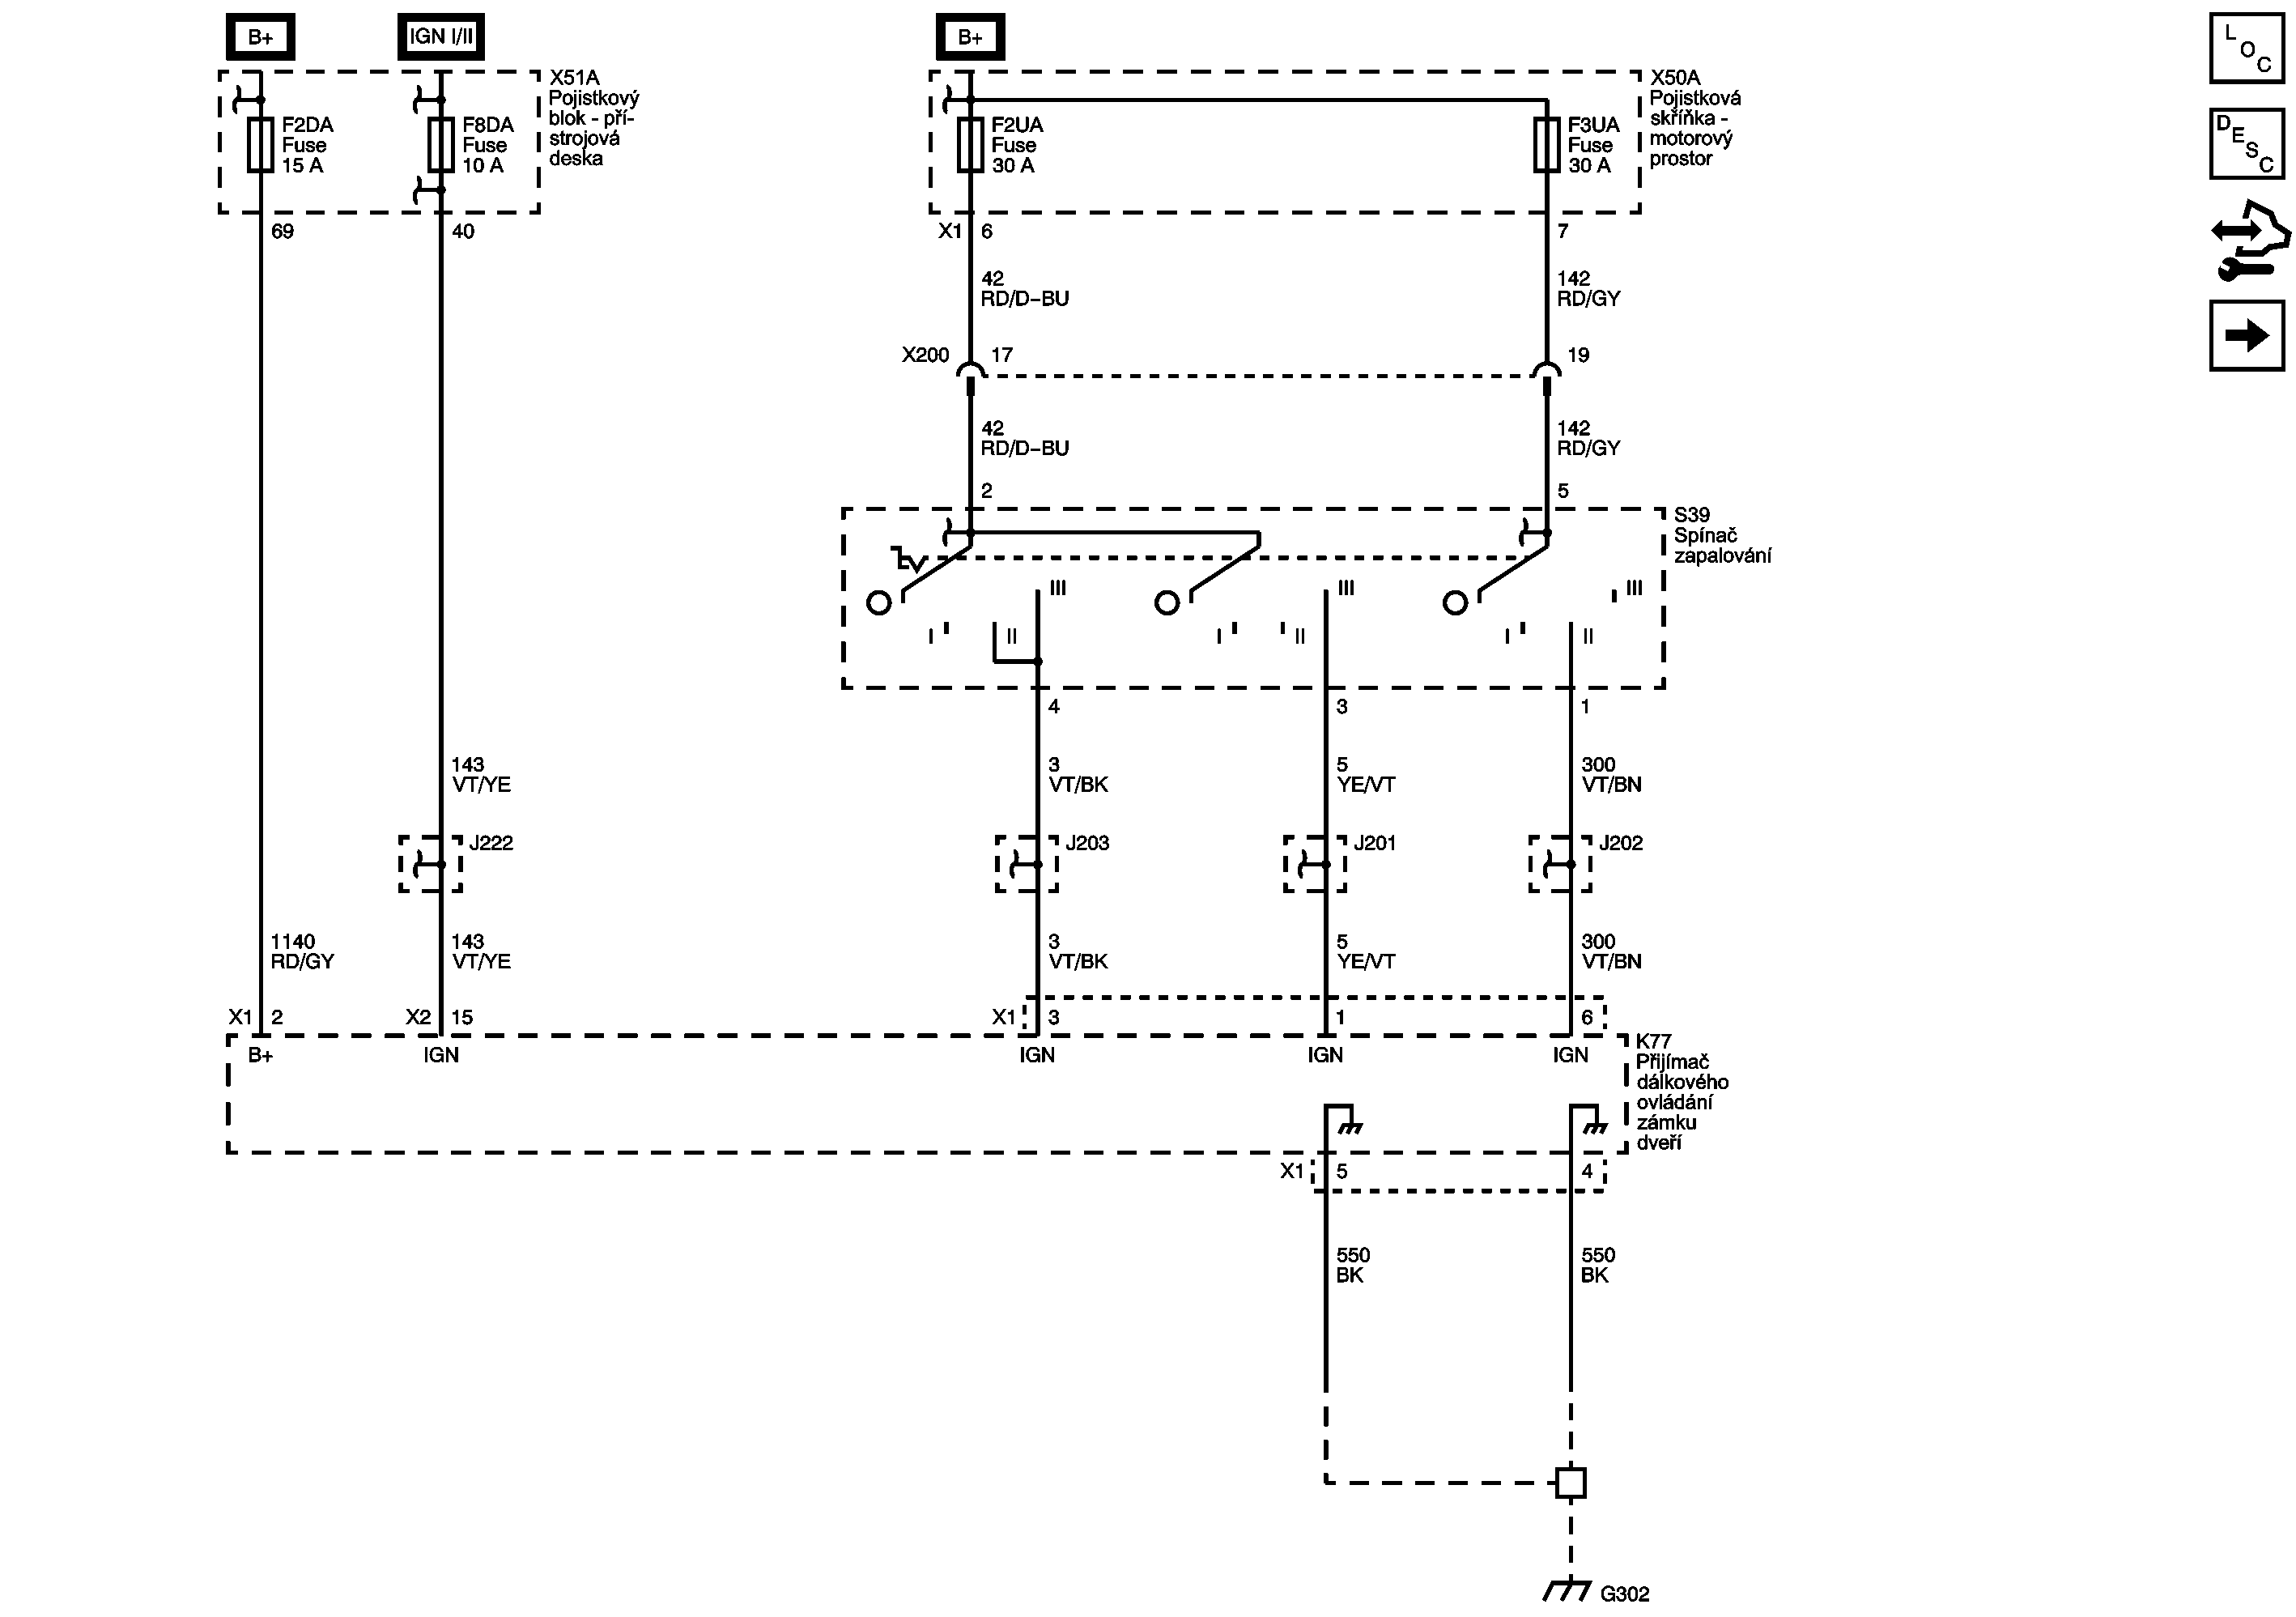 B+
IGN I/II
B+
L
O
C
D
E
S
C
X51A
Pojistkový
blok - pří-
strojová
deska
F2DA
Fuse
15 A
F8DA
Fuse
10 A
69
40
X50A
Pojistková
skříňka -
motorový
prostor
F2UA
Fuse
30 A
F3UA
Fuse
30 A
X1
6
7
42
RD/D-BU
142
RD/GY
X200
17
19
42
RD/D-BU
142
RD/GY
2
5
S39
Spínač
zapalování
III
III
III
I
II
I
II
I
II
4
3
1
143
VT/YE
3
VT/BK
5
YE/VT
300
VT/BN
J222
J203
J201
J202
1140
RD/GY
143
VT/YE
3
VT/BK
5
YE/VT
300
VT/BN
X1
2
X2
15
X1
3
1
6
B+
IGN
IGN
IGN
IGN
K77
Přijímač
dálkového
ovládání
zámku
dveří
X1
5
4
550
BK
550
BK
G302